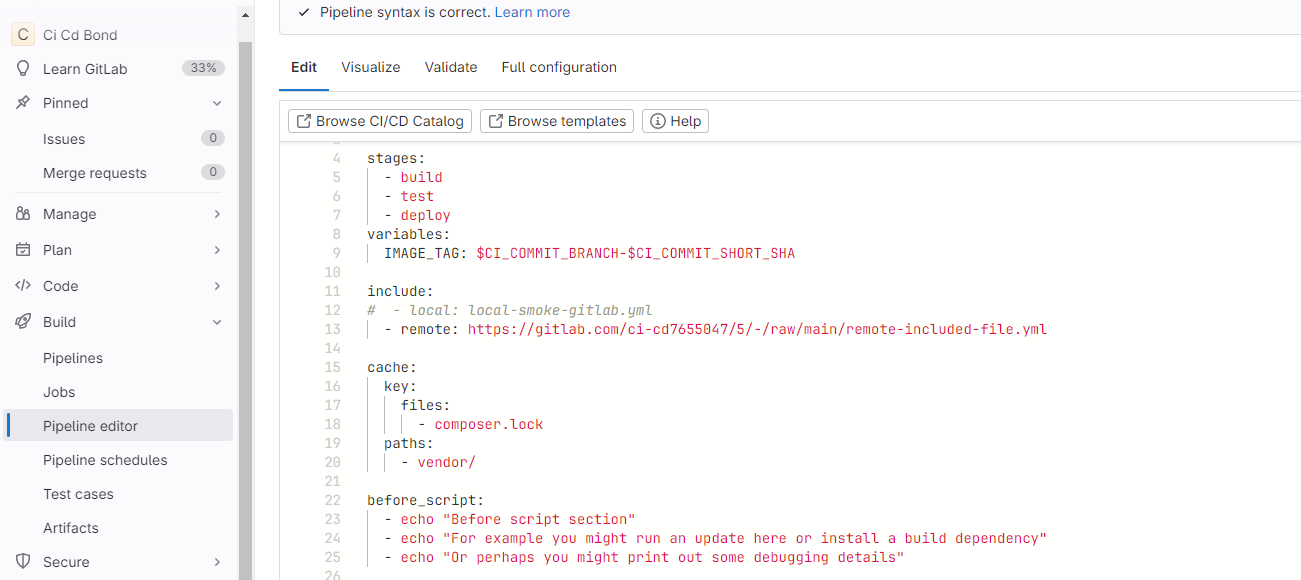 Pipeline syntax is correct. Learn more
C Ci Cd Bond
Learn GitLab 33%
Pinned
Issues 0
Merge requests 0
Manage
Plan
Code
Build
Pipelines
Jobs
Pipeline editor
Pipeline schedules
Test cases
Artifacts
Secure
Edit Visualize Validate Full configuration
Browse CI/CD Catalog Browse templates Help
4 stages:
5 - build
6 - test
7 - deploy
8 variables:
9 IMAGE_TAG: $CI_COMMIT_BRANCH-$CI_COMMIT_SHORT_SHA
10
11 include:
12 # - local: local-smoke-gitlab.yml
13 - remote: https://gitlab.com/ci-cd7655047/5/-/raw/main/remote-included-file.yml
14
15 cache:
16 key:
17 files:
18 - composer.lock
19 paths:
20 - vendor/
21
22 before_script:
23 - echo "Before script section"
24 - echo "For example you might run an update here or install a build dependency"
25 - echo "Or perhaps you might print out some debugging details"
26